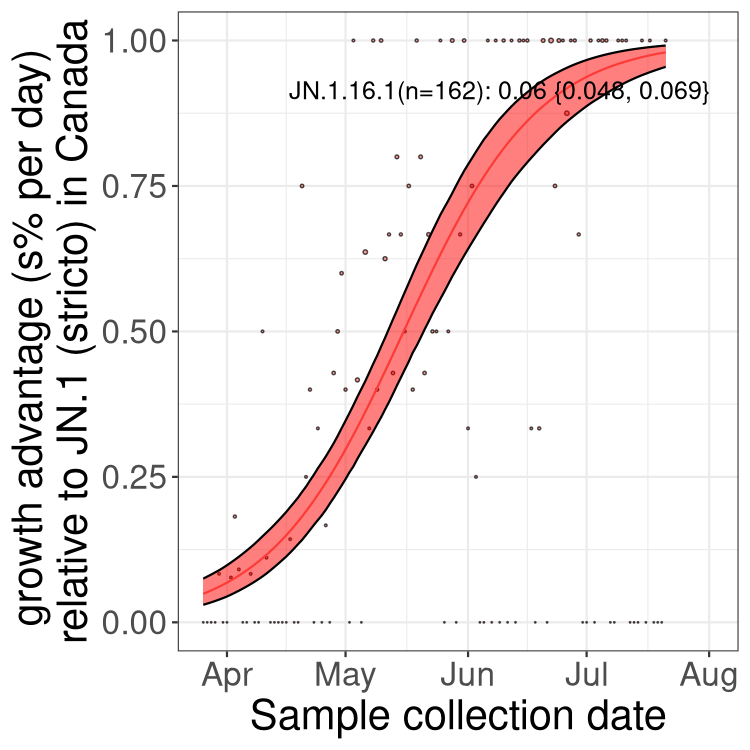 growth advantage (s% per day)
relative to JN.1 (stricto) in Canada
1.00
0.75
0.50
0.25
0.00
JN.1.16.1(n=162): 0.06 {0.048, 0.069}
Apr May Jun Jul Aug
Sample collection date